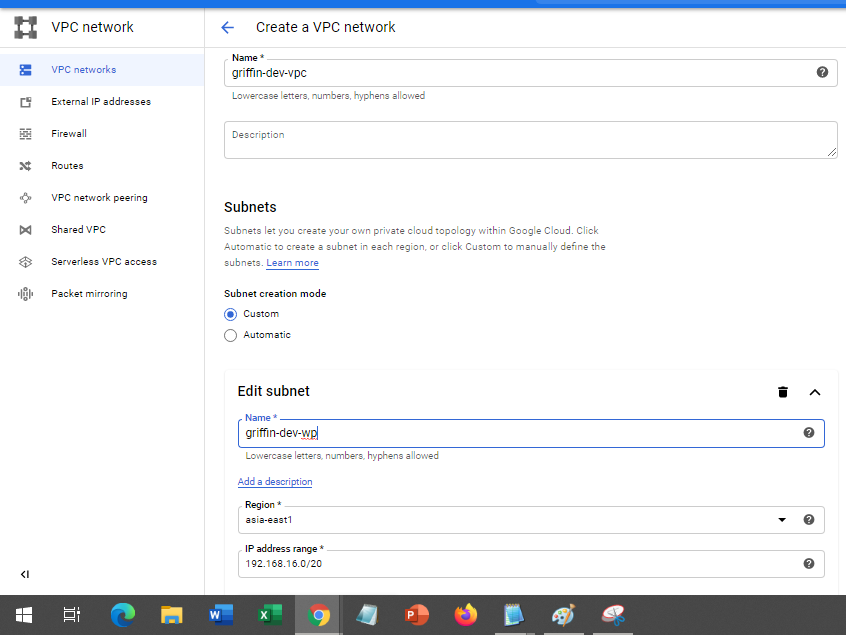 VPC network
Create a VPC network
VPC networks
External IP addresses
Firewall
Routes
VPC network peering
Shared VPC
Serverless VPC access
Packet mirroring
Name *
griffin-dev-vpc
Lowercase letters, numbers, hyphens allowed
Description
Subnets
Subnets let you create your own private cloud topology within Google Cloud. Click
Automatic to create a subnet in each region, or click Custom to manually define the
subnets. Learn more
Subnet creation mode
Custom
Automatic
Edit subnet
Name *
griffin-dev-wp
Lowercase letters, numbers, hyphens allowed
Add a description
Region *
asia-east1
IP address range *
192.168.16.0/20